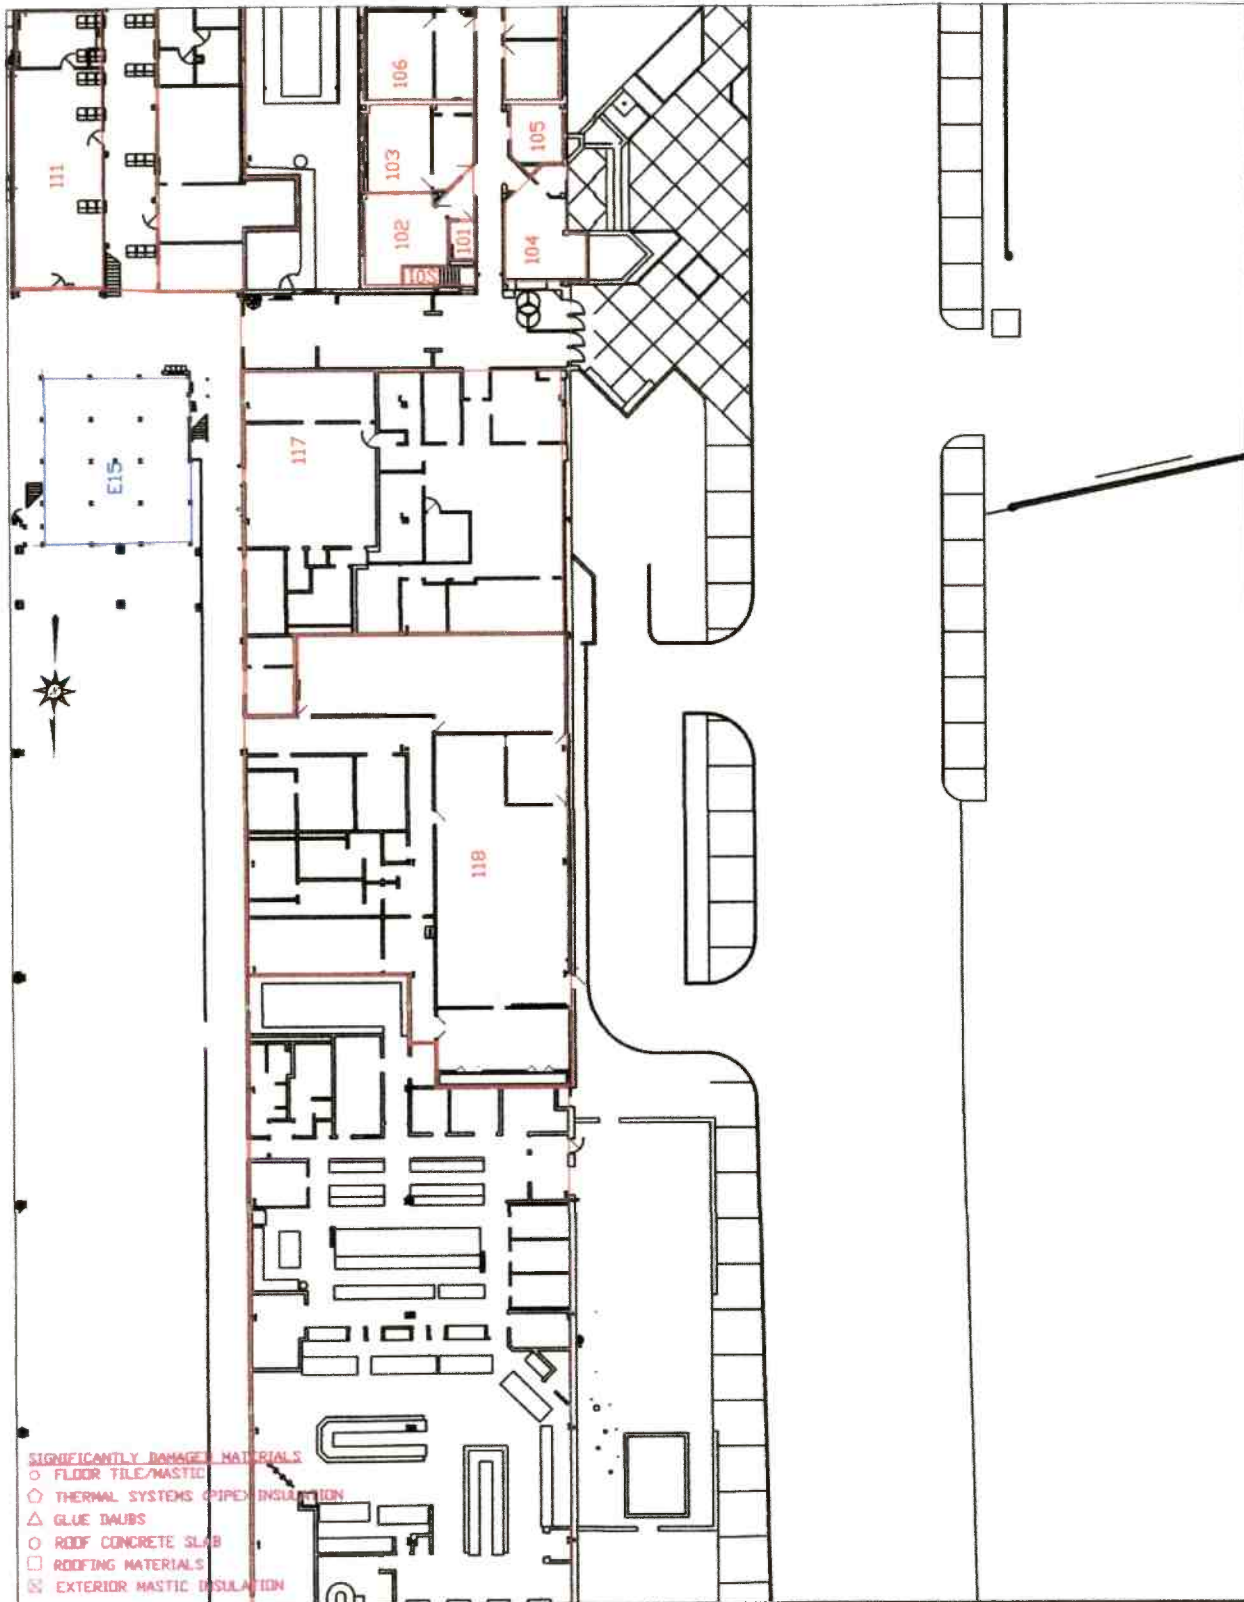 106
105
103
111
102
101
104
10S
117
E15
N
118
SIGNIFICANTLY DAMAGED MATERIALS
FLOOR TILE/MASTIC
THERMAL SYSTEMS (PIPE) INSULATION
GLUE DAUBS
ROOF CONCRETE SLAB
ROOFING MATERIALS
EXTERIOR MASTIC INSULATION